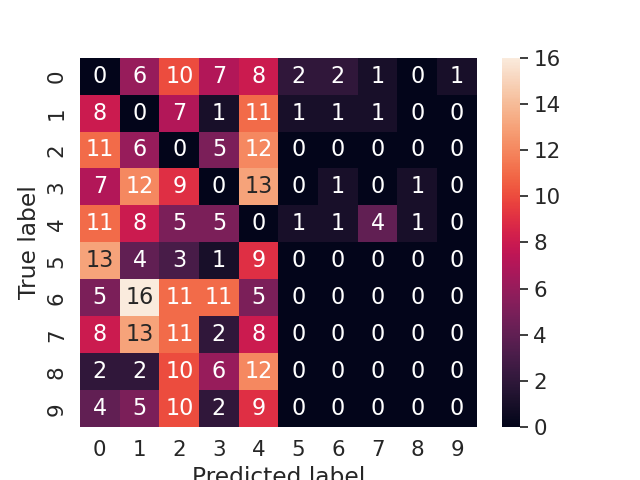 0 0 6 10 7 8 2 2 1 0 1
1 8 0 7 1 11 1 1 1 0 0
2 11 6 0 5 12 0 0 0 0 0
3 7 12 9 0 13 0 1 0 1 0
4 11 8 5 5 0 1 1 4 1 0
5 13 4 3 1 9 0 0 0 0 0
6 5 16 11 11 5 0 0 0 0 0
7 8 13 11 2 8 0 0 0 0 0
8 2 2 10 6 12 0 0 0 0 0
9 4 5 10 2 9 0 0 0 0 0
0 1 2 3 4 5 6 7 8 9
Predicted label
True label
16
14
12
10
8
6
4
2
0